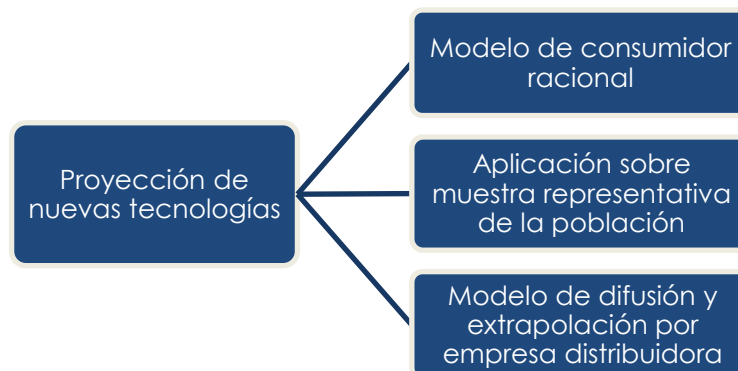 Modelo de consumidor
racional
Proyección de
nuevas tecnologías
Aplicación sobre
muestra representativa
de la población
Modelo de difusión y
extrapolación por
empresa distribuidora